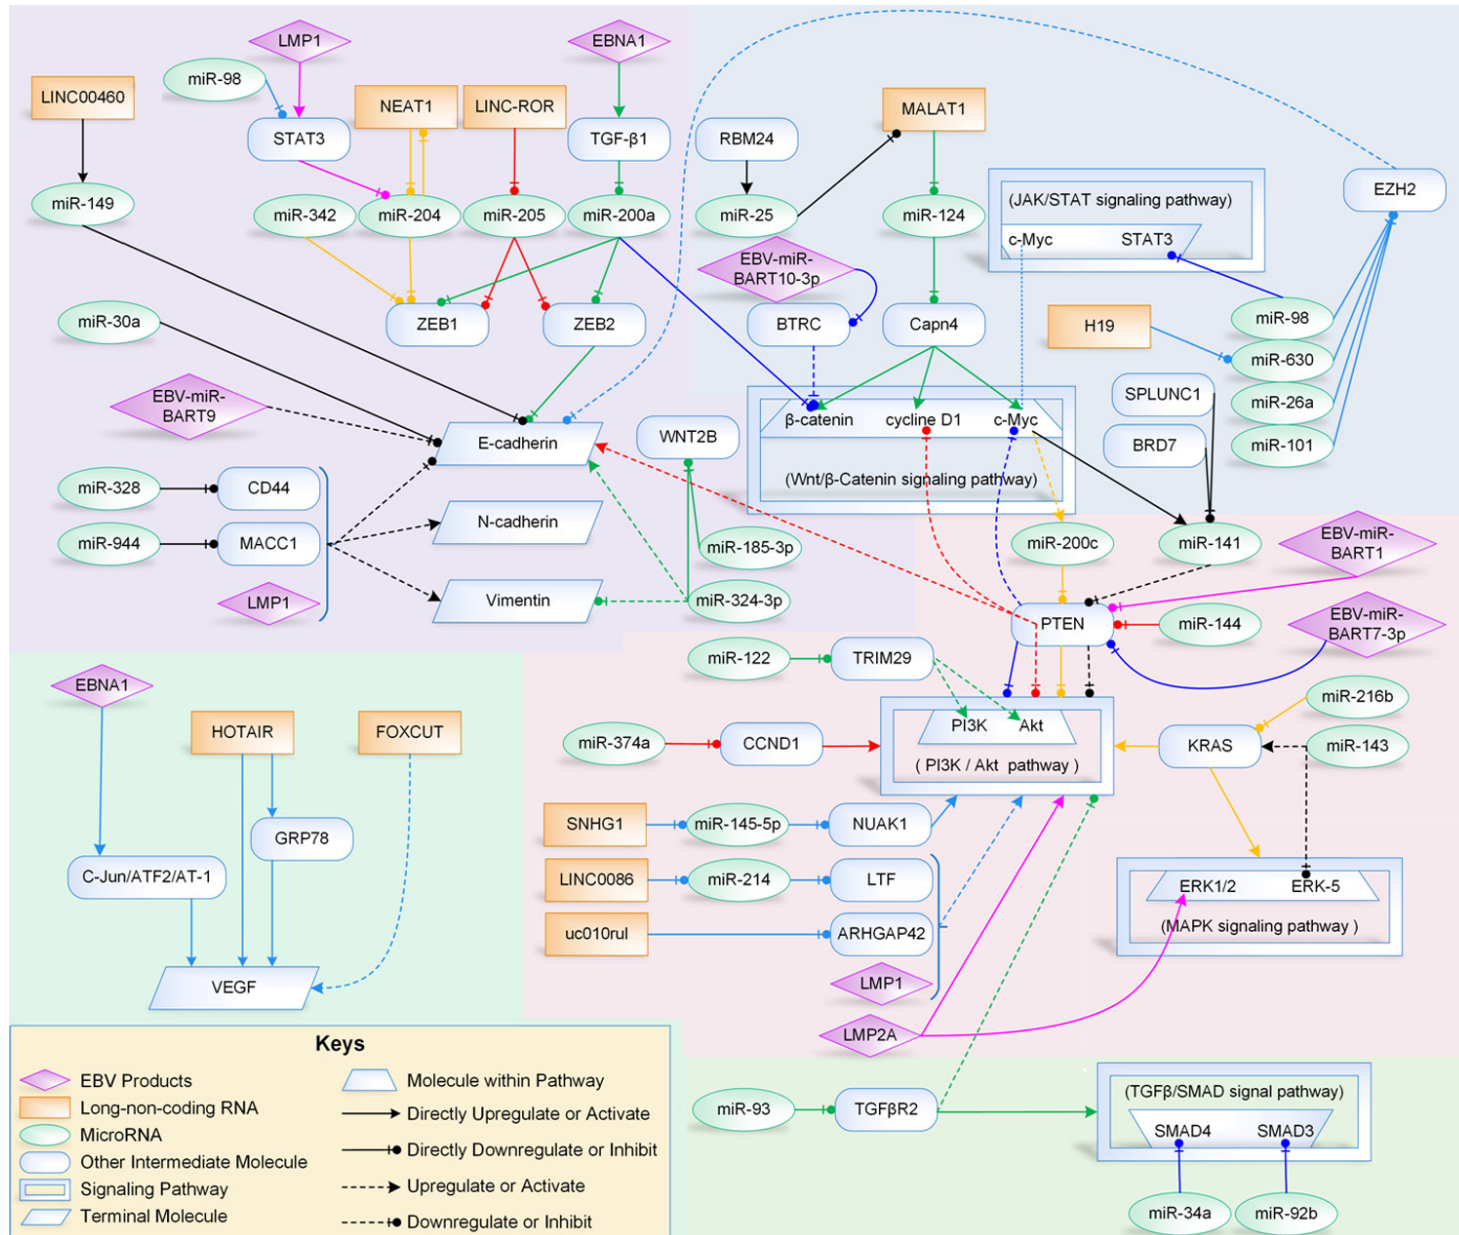 LMP1
EBNA1
miR-98
LINC00460
NEAT1
LINC-ROR
MALAT1
STAT3
TGF-β1
RBM24
EZH2
miR-149
miR-342
miR-204
miR-205
miR-200a
miR-25
miR-124
(JAK/STAT signaling pathway)
c-Myc
STAT3
EBV-miR-
BART10-3p
miR-30a
ZEB1
ZEB2
BTRC
Capn4
H19
miR-98
miR-630
miR-26a
miR-101
EBV-miR-
BART9
SPLUNC1
BRD7
E-cadherin
WNT2B
β-catenin
cycline D1
c-Myc
(Wnt/β-Catenin signaling pathway)
miR-328
CD44
N-cadherin
miR-944
MACC1
miR-185-3p
miR-200c
miR-141
EBV-miR-
BART1
LMP1
Vimentin
miR-324-3p
PTEN
miR-144
EBV-miR-
BART7-3p
miR-122
TRIM29
EBNA1
HOTAIR
FOXCUT
miR-216b
miR-374a
CCND1
PI3K
Akt
( PI3K / Akt pathway )
KRAS
miR-143
SNHG1
miR-145-5p
NUAK1
GRP78
C-Jun/ATF2/AT-1
LINC0086
miR-214
LTF
ERK1/2
ERK-5
(MAPK signaling pathway )
uc010rul
ARHGAP42
VEGF
LMP1
LMP2A
Keys
EBV Products
Long-non-coding RNA
MicroRNA
Other Intermediate Molecule
Signaling Pathway
Terminal Molecule
Molecule within Pathway
Directly Upregulate or Activate
Directly Downregulate or Inhibit
Upregulate or Activate
Downregulate or Inhibit
miR-93
TGFβR2
(TGFβ/SMAD signal pathway)
SMAD4
SMAD3
miR-34a
miR-92b